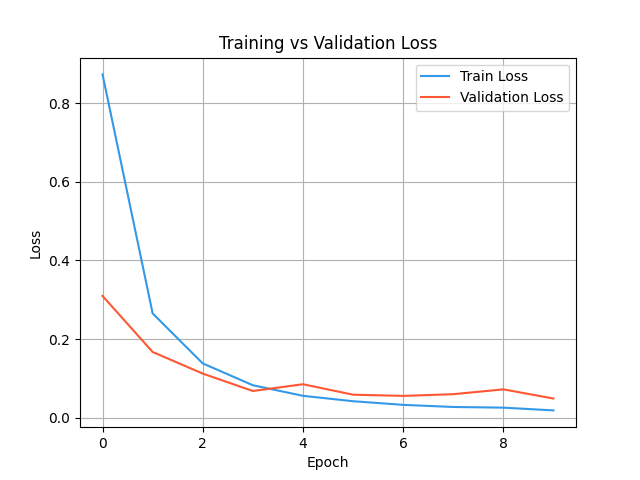 Training vs Validation Loss
Train Loss
Validation Loss
0.8
0.6
0.4
0.2
0.0
Loss
0 2 4 6 8
Epoch